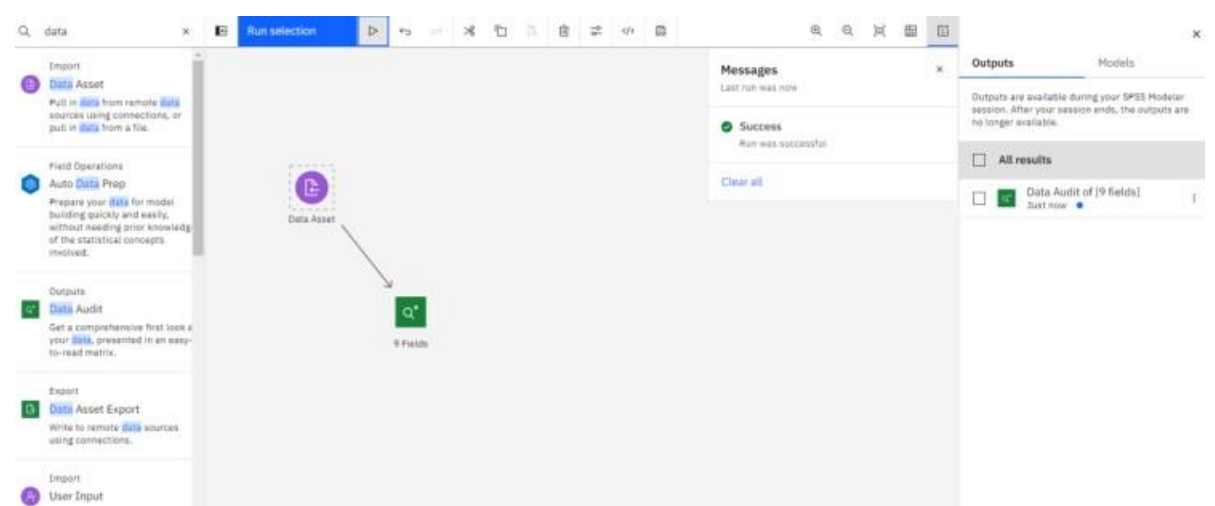 data
Run selection
Import
Data Asset
Pull in data from remote data
sources using connections, or
pull in data from a file.
Field Operations
Auto Data Prep
Prepare your data for model
building quickly and easily,
without needing prior knowledg
of the statistical concepts
involved.
Outputs
Data Audit
Get a comprehensive first look a
your data, presented in an easy-
to-read matrix.
Export
Data Asset Export
Write to remote data sources
using connections.
Import
User Input
Data Asset
9 Fields
Messages
Last run was now
Success
Run was successful
Clear all
Outputs
Models
Outputs are available during your SPSS Modeler
session. After your session ends, the outputs are
no longer available.
All results
Data Audit of [9 fields]
Just now